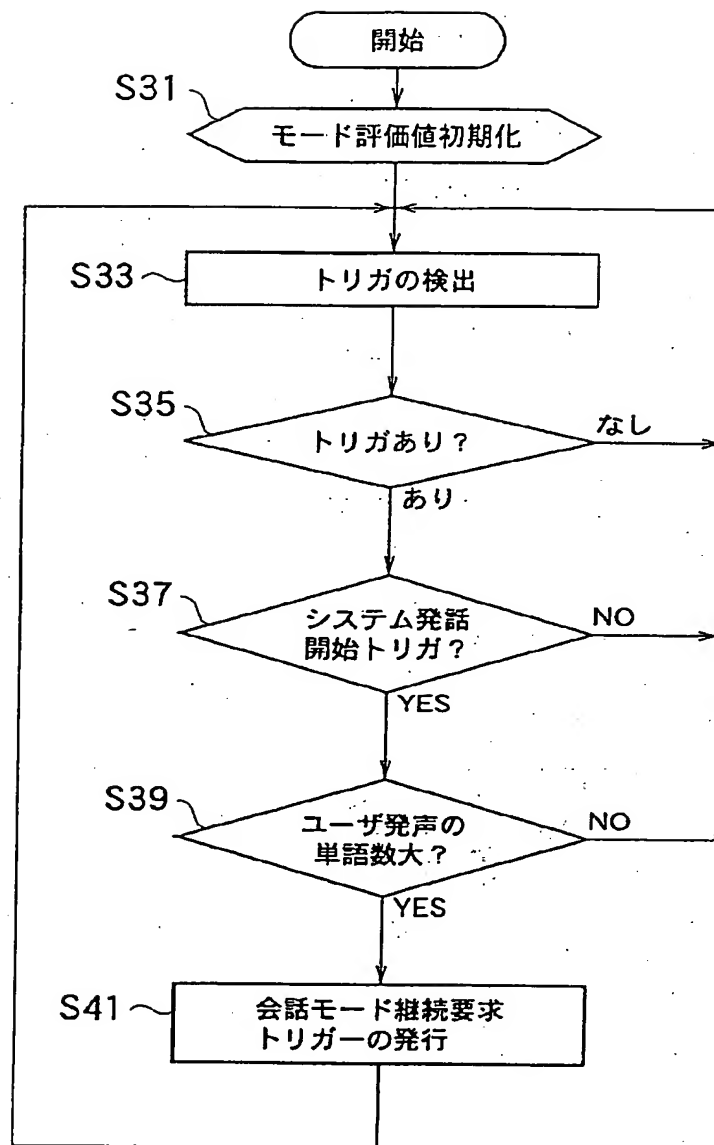 開始
S31
モード評価値初期化
S33
トリガの検出
S35
トリガあり?
なし
あり
S37
システム発話
開始トリガ?
NO
YES
S39
ユーザ発声の
単語数大?
NO
YES
S41
会話モード継続要求
トリガーの発行